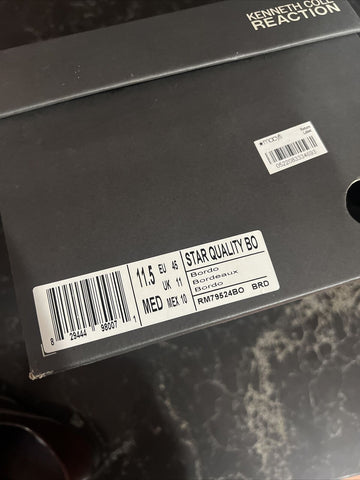 KENNETH COLE
REACTION
macy's
STAR QUALITY BO
Bordo
Bordeaux
Bordo
RM79524BO BRD
11.5 EU 45
UK 11
MED MEX 10
8 29444 98007 1